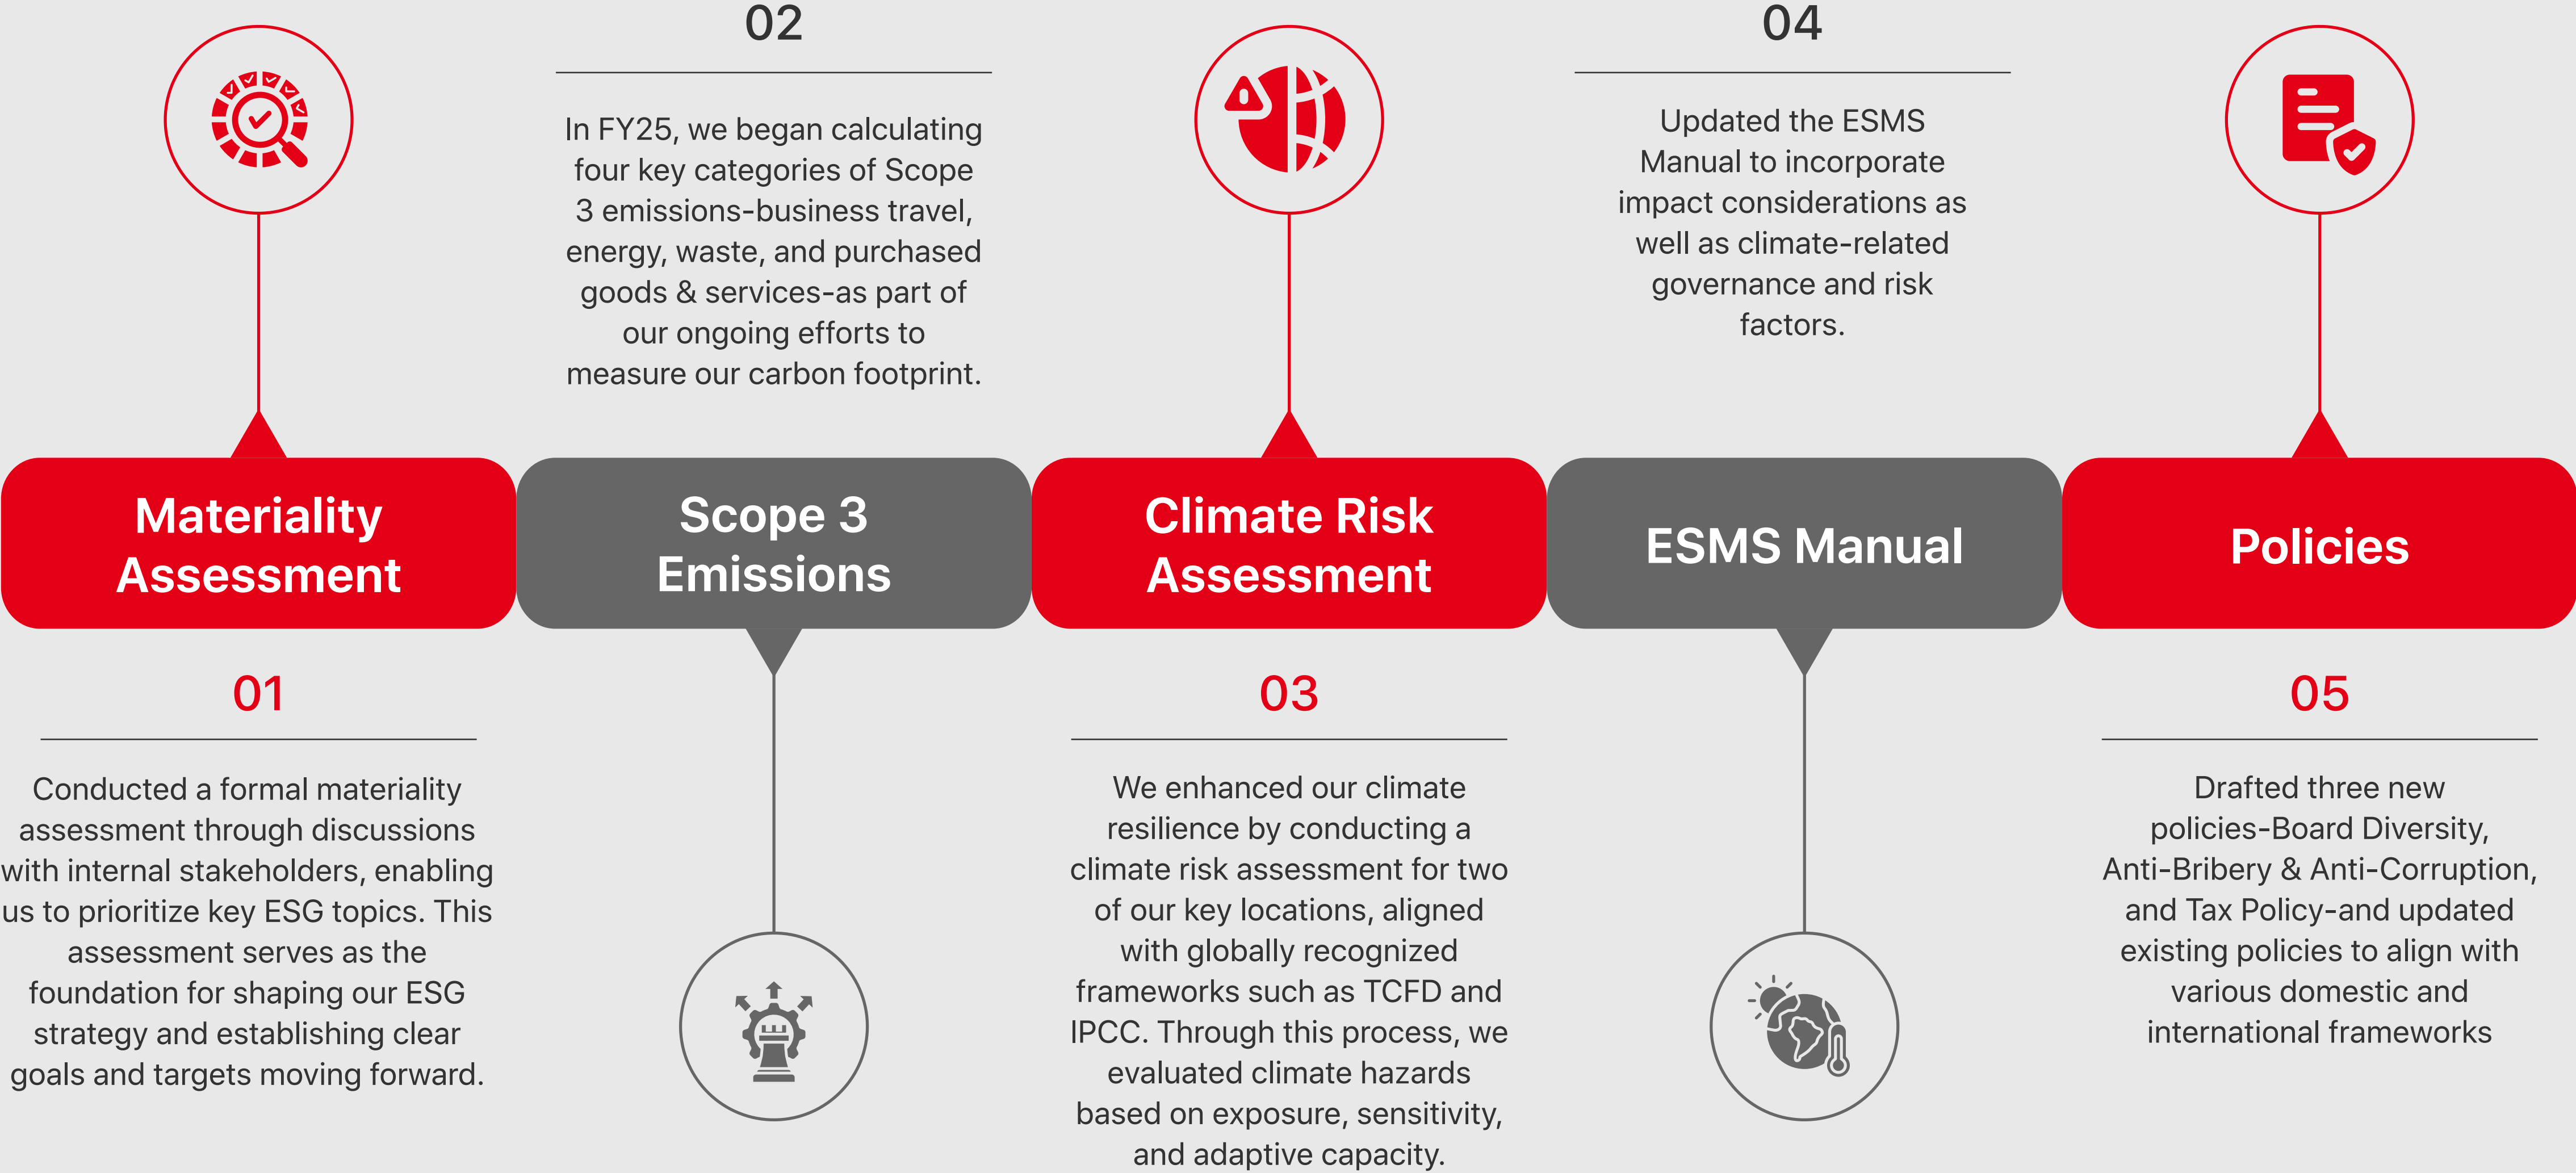 Materiality
Assessment
01
Conducted a formal materiality
assessment through discussions
with internal stakeholders, enabling
us to prioritize key ESG topics. This
assessment serves as the
foundation for shaping our ESG
strategy and establishing clear
goals and targets moving forward.
02
In FY25, we began calculating
four key categories of Scope
3 emissions-business travel,
energy, waste, and purchased
goods & services-as part of
our ongoing efforts to
measure our carbon footprint.
Scope 3
Emissions
Climate Risk
Assessment
03
We enhanced our climate
resilience by conducting a
climate risk assessment for two
of our key locations, aligned
with globally recognized
frameworks such as TCFD and
IPCC. Through this process, we
evaluated climate hazards
based on exposure, sensitivity,
and adaptive capacity.
04
Updated the ESMS
Manual to incorporate
impact considerations as
well as climate-related
governance and risk
factors.
ESMS Manual
Policies
05
Drafted three new
policies-Board Diversity,
Anti-Bribery & Anti-Corruption,
and Tax Policy-and updated
existing policies to align with
various domestic and
international frameworks